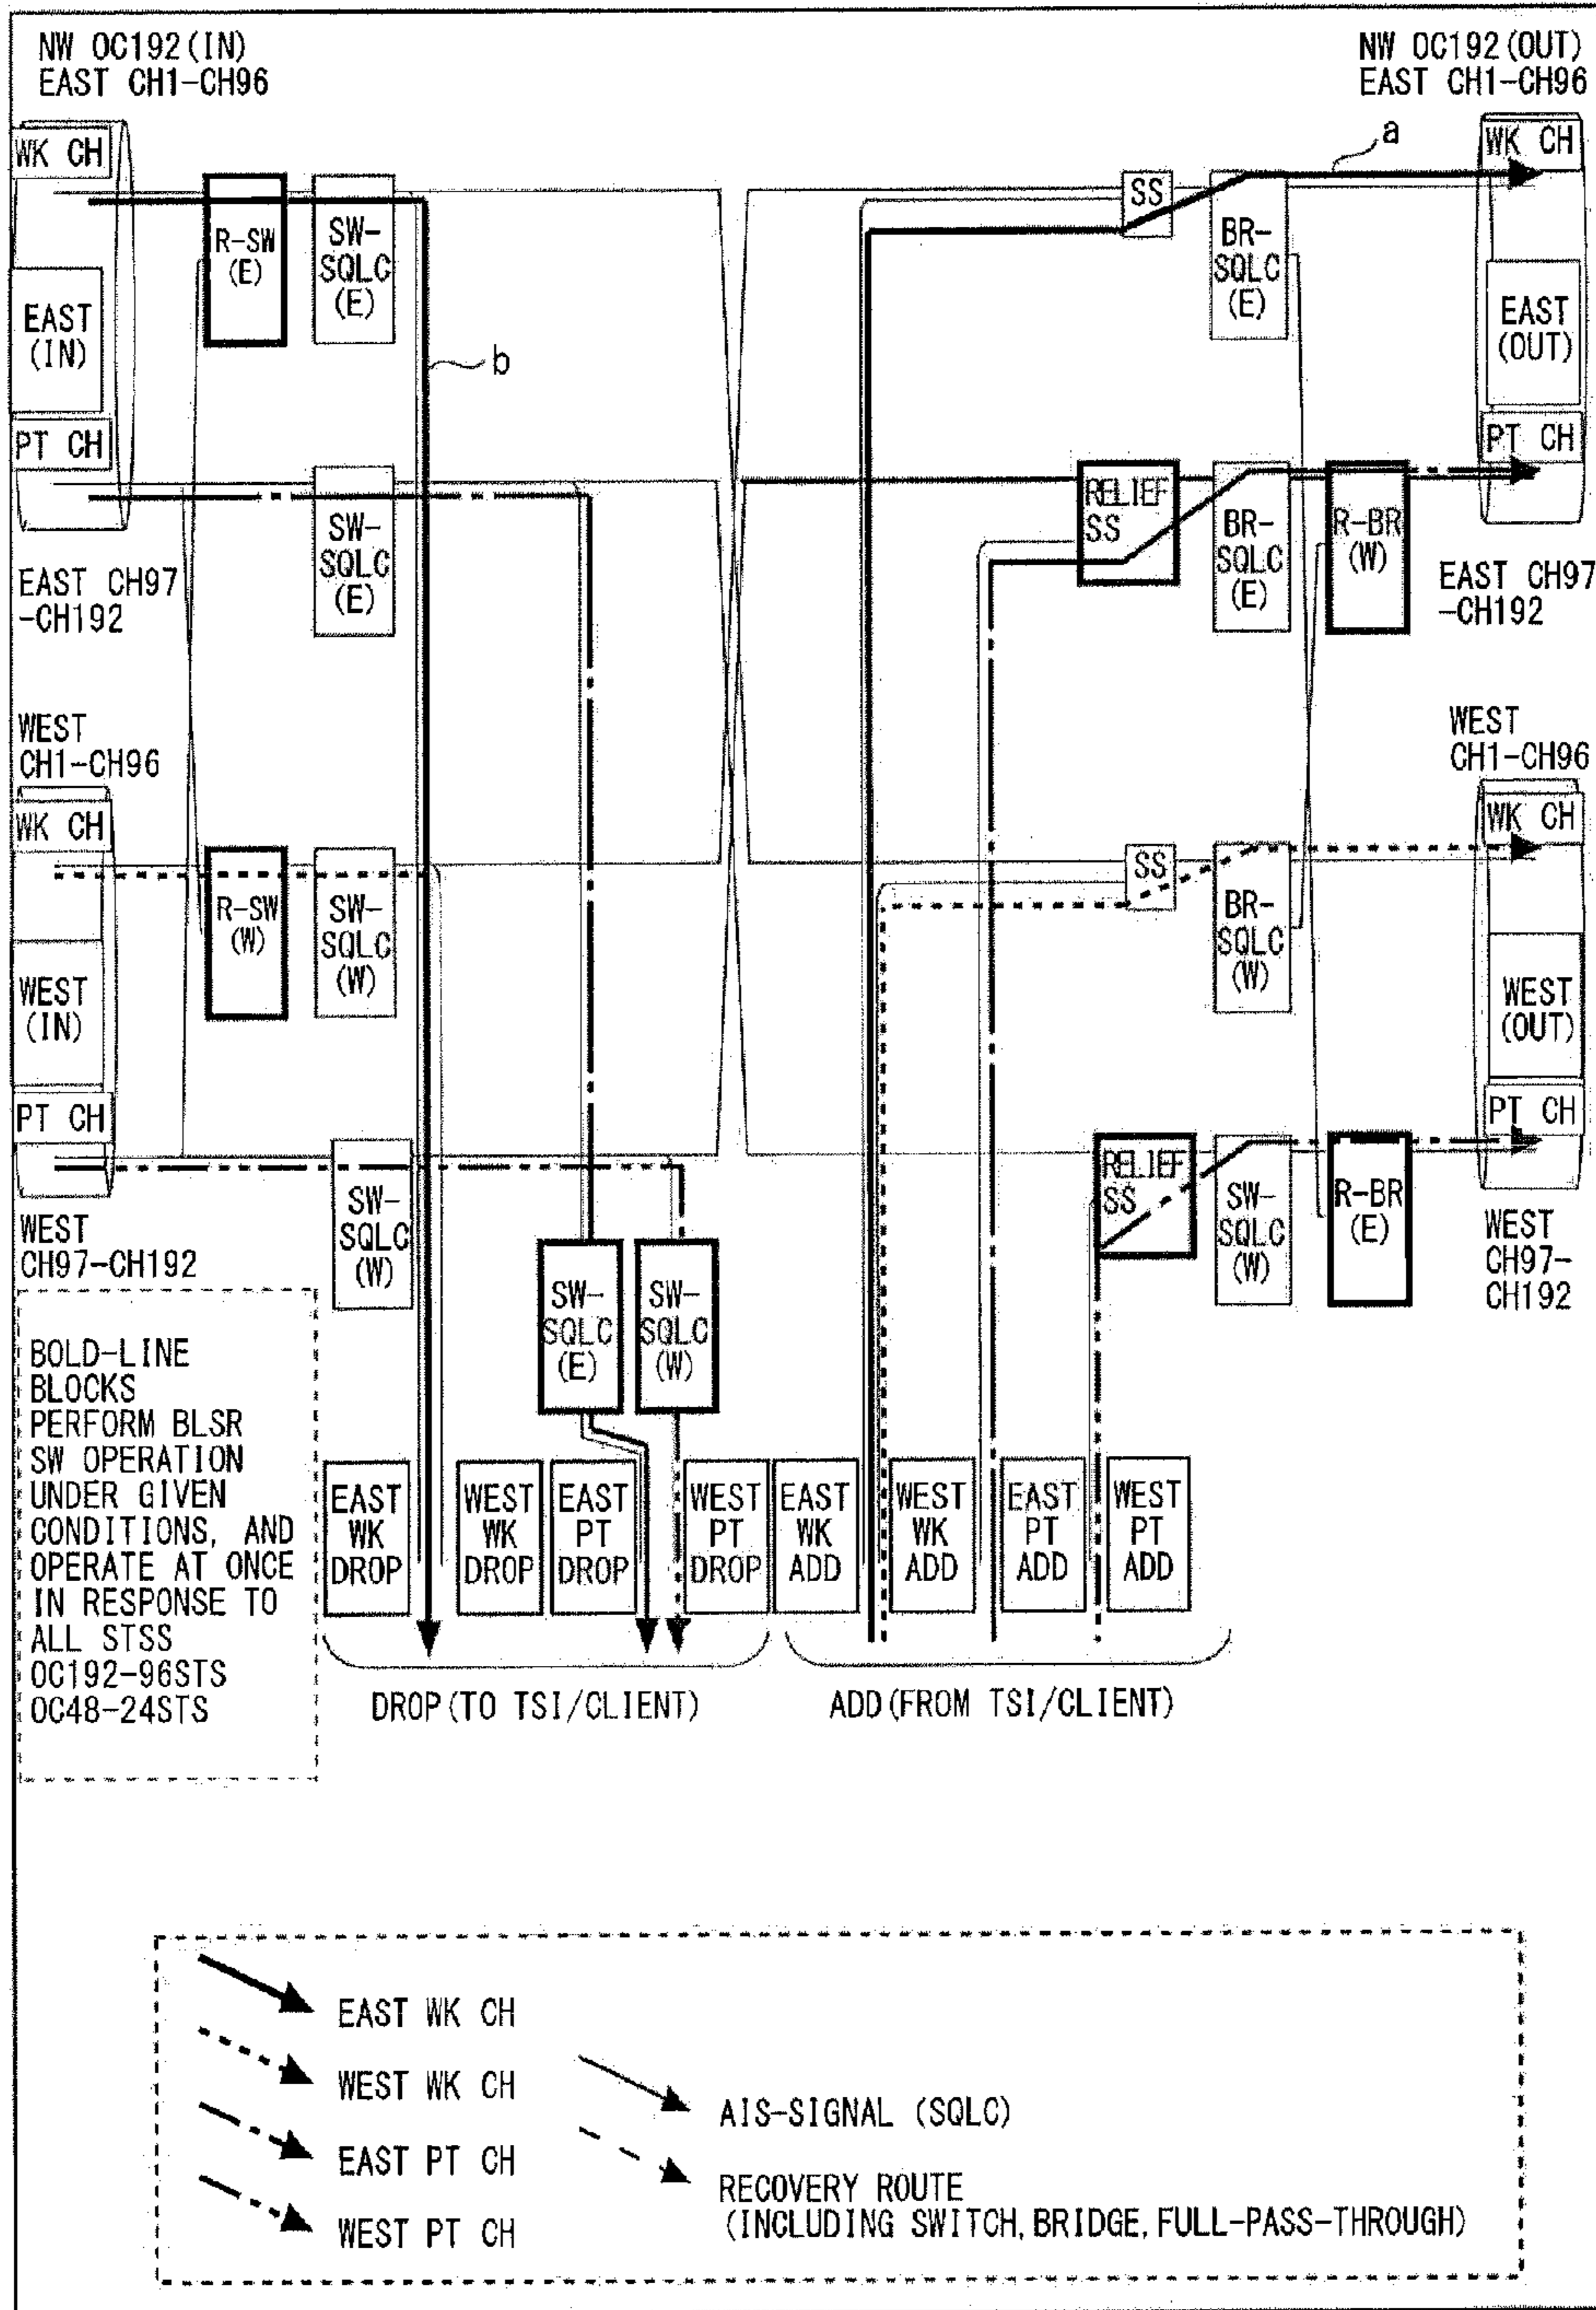 NW OC192(IN)
EAST CH1-CH96
NW OC192(OUT)
EAST CH1-CH96
WK CH
R-SW
(E)
SW-
SQLC
(E)
b
SS
BR-
SQLC
(E)
a
WK CH
EAST
(IN)
EAST
(OUT)
PT CH
PT CH
SW-
SQLC
(E)
RELIEF
SS
BR-
SQLC
(E)
R-BR
(W)
EAST CH97
-CH192
EAST CH97
-CH192
WEST
CH1-CH96
WEST
CH1-CH96
WK CH
R-SW
(W)
SW-
SQLC
(W)
SS
BR-
SQLC
(W)
WK CH
WEST
(IN)
WEST
(OUT)
PT CH
PT CH
SW-
SQLC
(W)
RELIEF
SS
SW-
SQLC
(W)
R-BR
(E)
WEST
CH97-CH192
WEST
CH97-
CH192
SW-
SQLC
(E)
SW-
SQLC
(W)
BOLD-LINE
BLOCKS
PERFORM BLSR
SW OPERATION
UNDER GIVEN
CONDITIONS, AND
OPERATE AT ONCE
IN RESPONSE TO
ALL STSS
OC192-96STS
OC48-24STS
EAST
WK
DROP
WEST
WK
DROP
EAST
PT
DROP
WEST
PT
DROP
EAST
WK
ADD
WEST
WK
ADD
EAST
PT
ADD
WEST
PT
ADD
DROP(TO TSI/CLIENT)
ADD(FROM TSI/CLIENT)
EAST WK CH
WEST WK CH
EAST PT CH
WEST PT CH
AIS-SIGNAL (SQLC)
RECOVERY ROUTE
(INCLUDING SWITCH, BRIDGE, FULL-PASS-THROUGH)